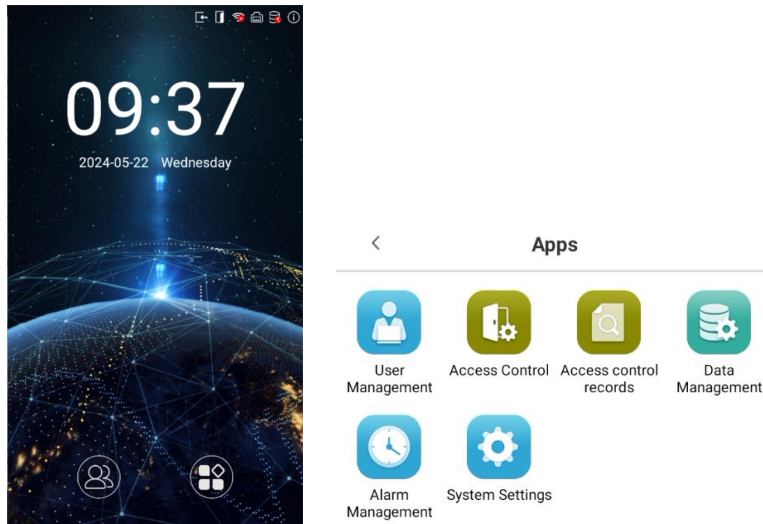 09:37
2024-05-22 Wednesday
Apps
User
Management
Access Control
Access control
records
Data
Management
Alarm
Management
System Settings